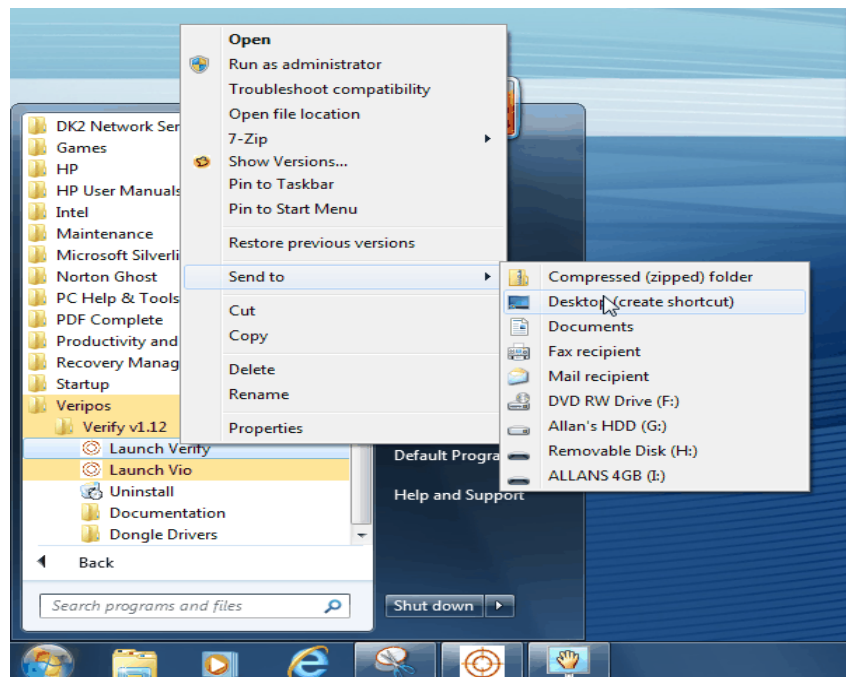 Open
Run as administrator
Troubleshoot compatibility
Open file location
7-Zip
Show Versions...
Pin to Taskbar
Pin to Start Menu
Restore previous versions
Send to
Cut
Copy
Delete
Rename
Properties
Compressed (zipped) folder
Desktop (create shortcut)
Documents
Fax recipient
Mail recipient
DVD RW Drive (F:)
Allan's HDD (G:)
Removable Disk (H:)
ALLANS 4GB (I:)
DK2 Network Ser
Games
HP
HP User Manuals
Intel
Maintenance
Microsoft Silverli
Norton Ghost
PC Help & Tools
PDF Complete
Productivity and
Recovery Manag
Startup
Veripos
Verify v1.12
Launch Verify
Launch Vio
Uninstall
Documentation
Dongle Drivers
Back
Search programs and files
Default Progra
Help and Support
Shut down